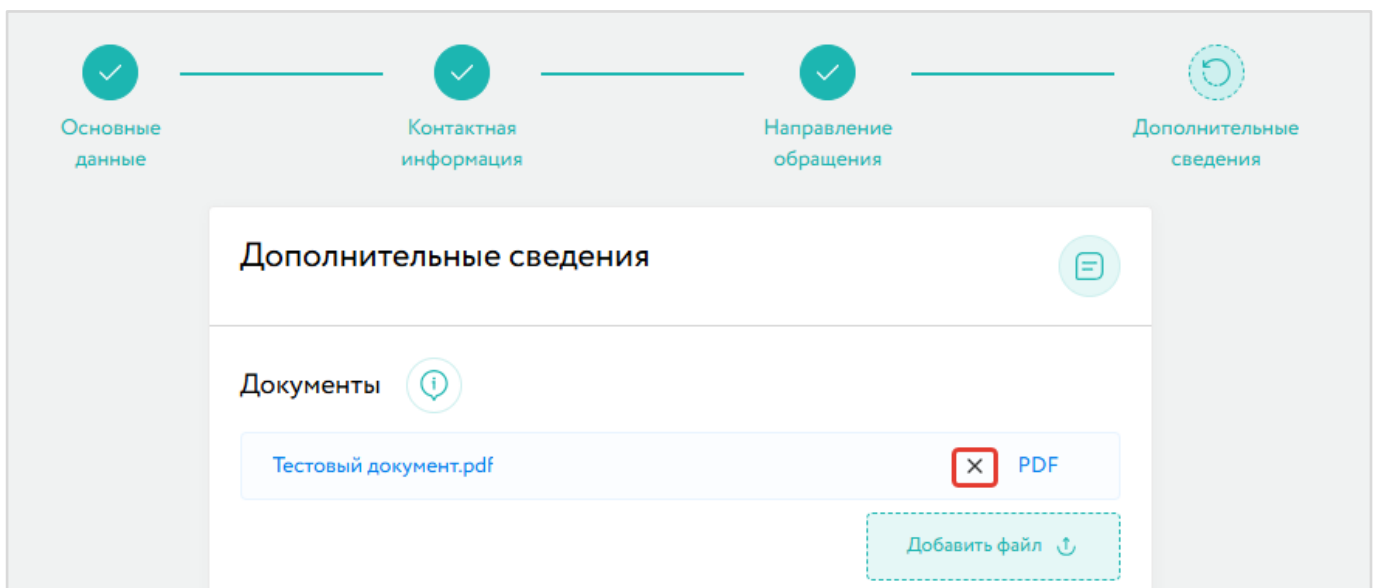 Основные
данные
Контактная
информация
Направление
обращения
Дополнительные
сведения
Дополнительные сведения
Документы
Тестовый документ.pdf
PDF
Добавить файл